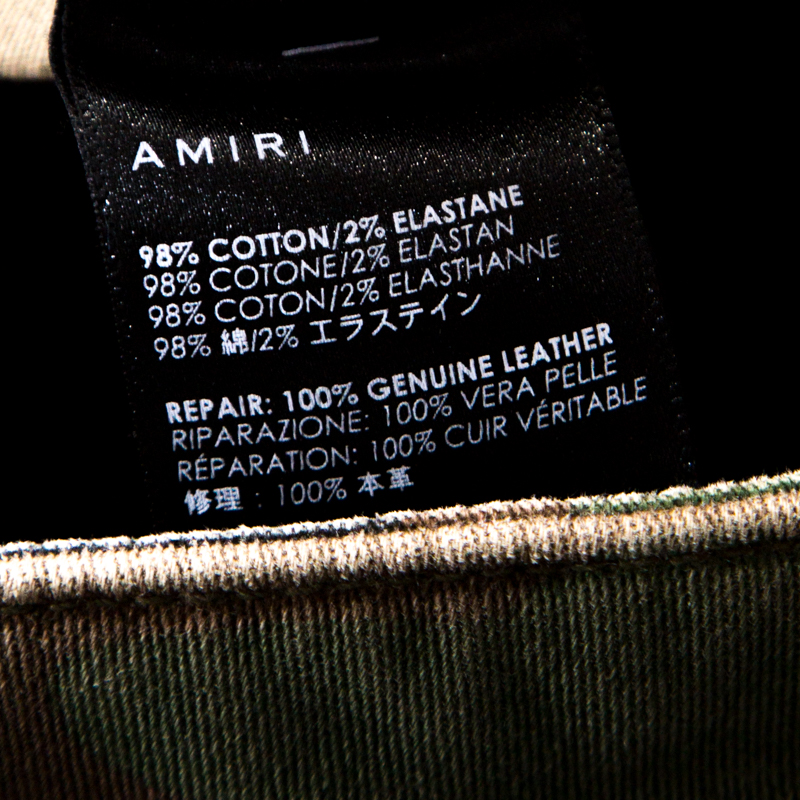 AMIRI
98% COTTON/2% ELASTANE
98% COTONE/2% ELASTAN
98% COTON/2% ELASTHANNE
98% 綿/2% エラステイン
REPAIR: 100% GENUINE LEATHER
RIPARAZIONE: 100% VERA PELLE
RÉPARATION: 100% CUIR VÉRITABLE
修理 : 100% 本革